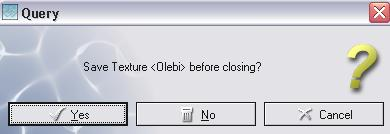 Query
Save Texture <Olebi> before closing?
Yes No Cancel